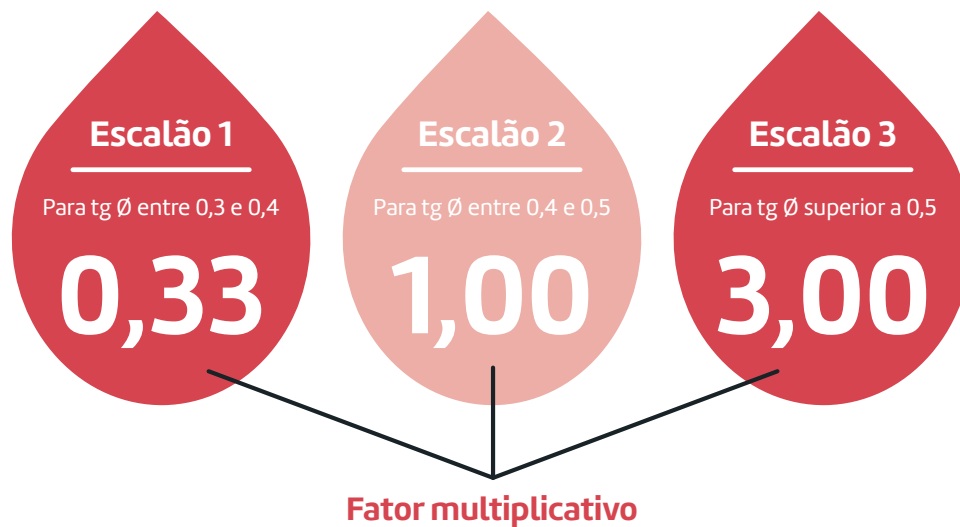 Escalão 1
Para tg Ø entre 0,3 e 0,4
0,33
Escalão 2
Para tg Ø entre 0,4 e 0,5
1,00
Escalão 3
Para tg Ø superior a 0,5
3,00
Fator multiplicativo